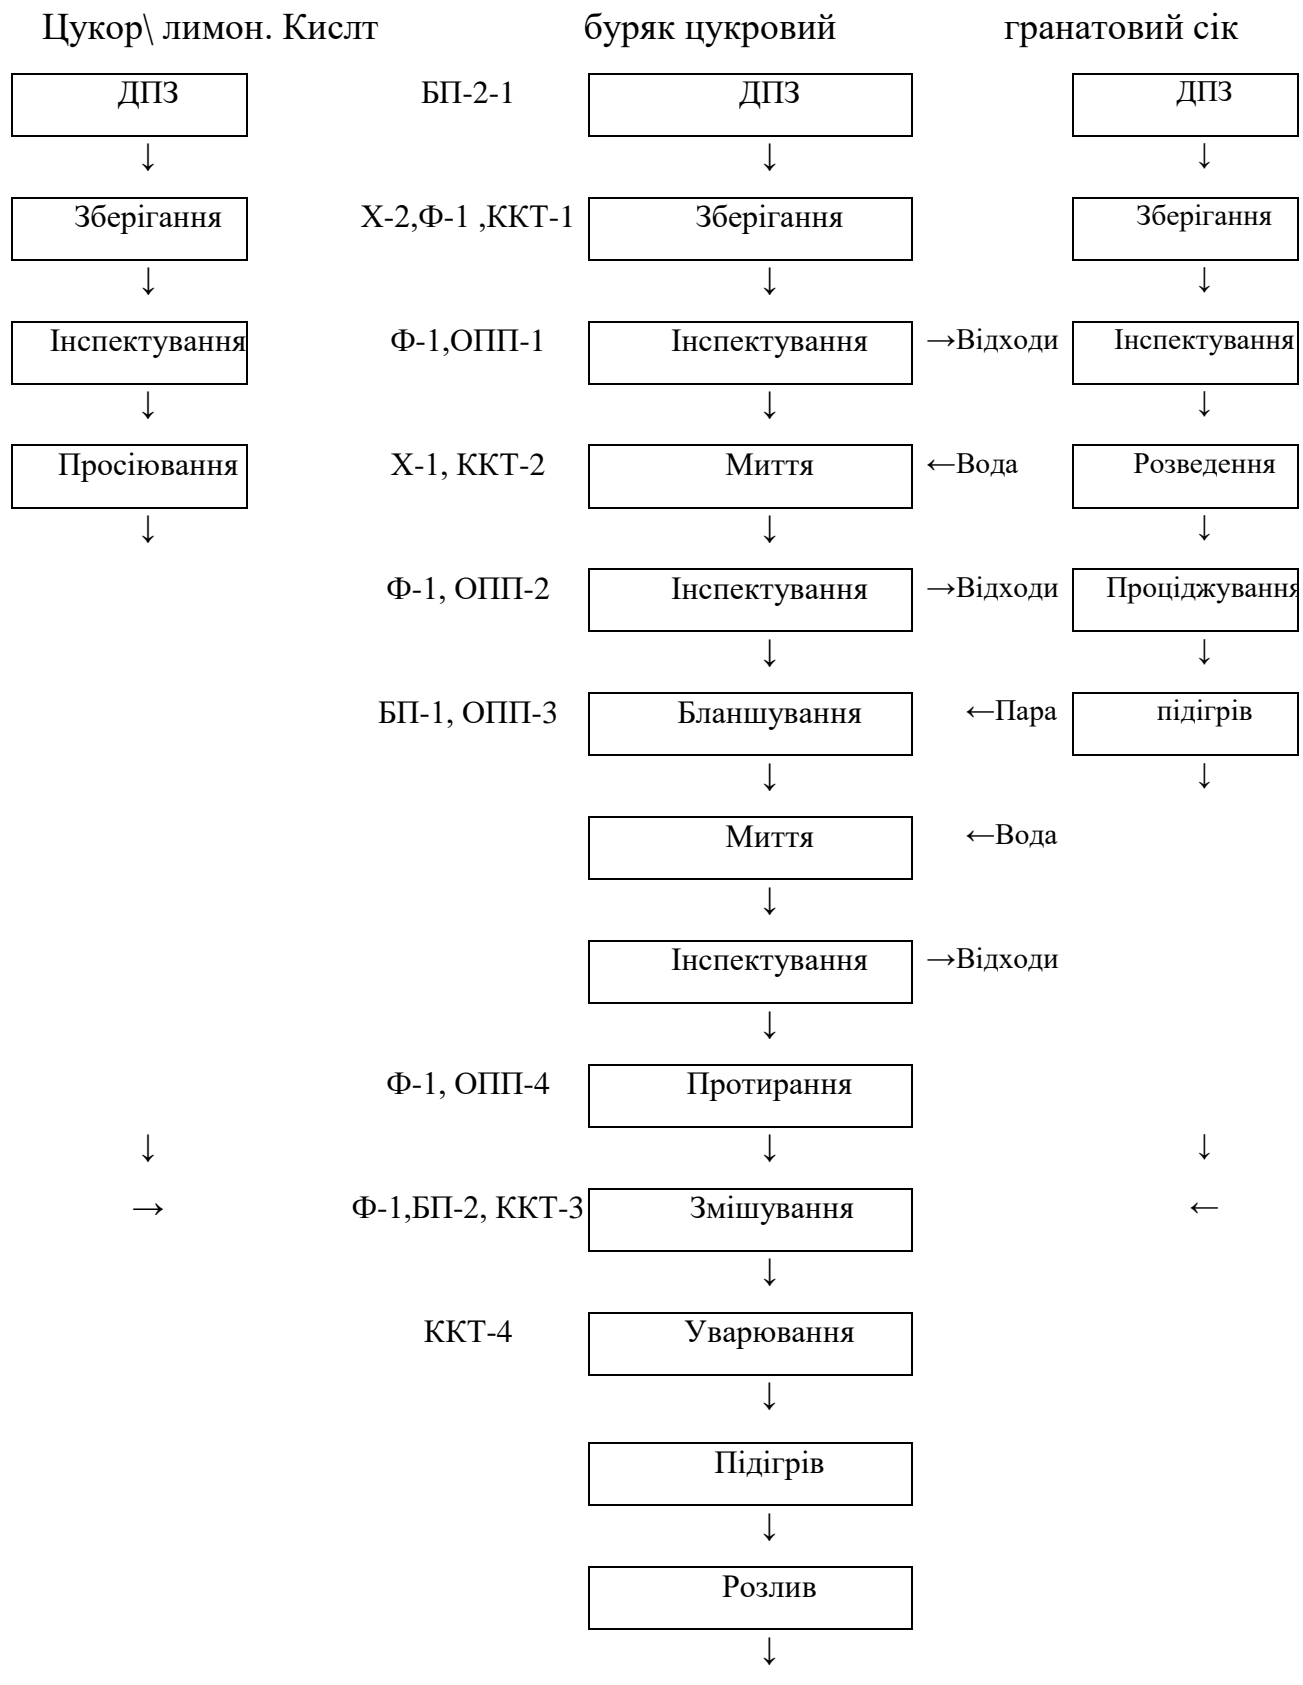 Цукор\ лимон. Кислт буряк цукровий гранатовий сік
ДПЗ БП-2-1 ДПЗ ДПЗ
↓ ↓ ↓
Зберігання Х-2,Ф-1 ,ККТ-1 Зберігання Зберігання
↓ ↓ ↓
Інспектування Ф-1,ОПП-1 Інспектування →Відходи Інспектування
↓ ↓ ↓
Просіювання Х-1, ККТ-2 Миття ←Вода Розведення
↓ ↓ ↓
Ф-1, ОПП-2 Інспектування →Відходи Проціджування
↓ ↓
БП-1, ОПП-3 Бланшування ←Пара підігрів
↓ ↓
Миття ←Вода
↓
Інспектування →Відходи
↓
Ф-1, ОПП-4 Протирання
↓ ↓ ↓
→ Ф-1,БП-2, ККТ-3 Змішування ←
↓
ККТ-4 Уварювання
↓
Підігрів
↓
Розлив
↓